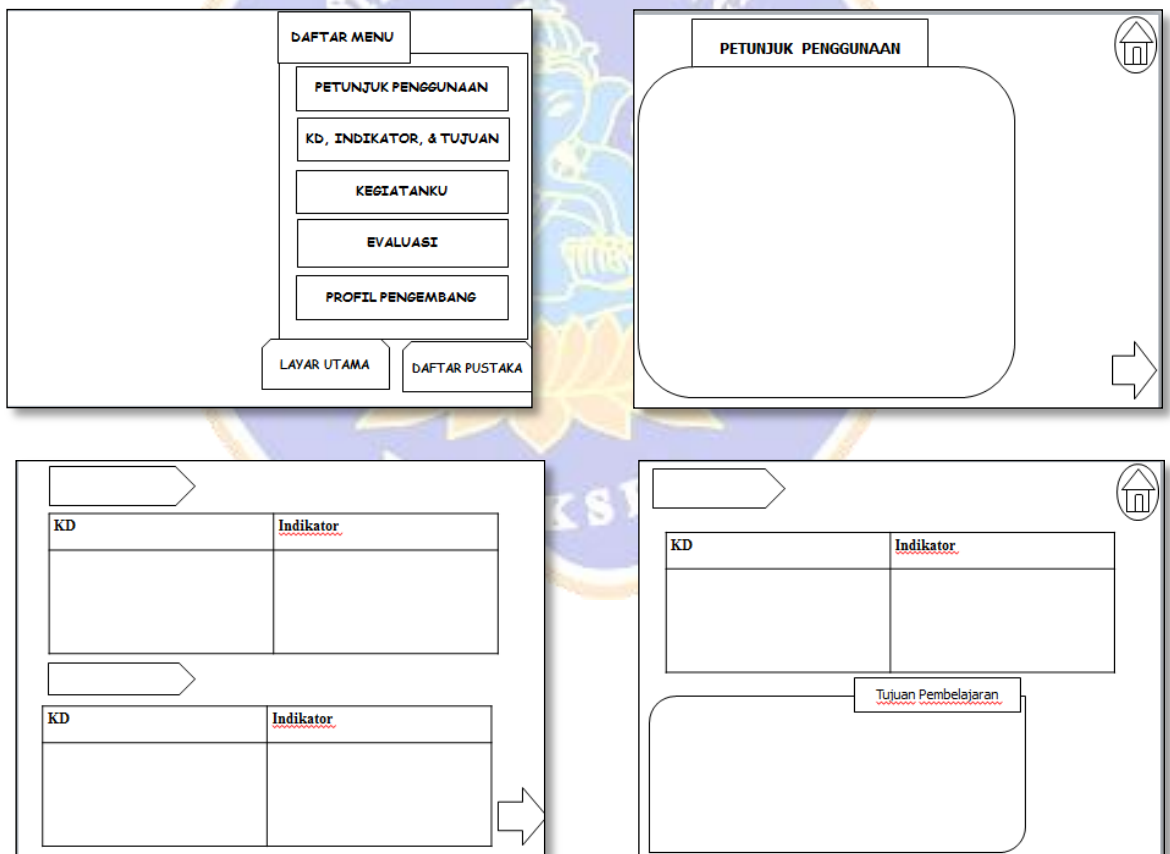 DAFTAR MENU
PETUNJUK PENGGUNAAN
KD, INDIKATOR, & TUJUAN
KEGIATANKU
EVALUASI
PROFIL PENGEMBANG
LAYAR UTAMA
DAFTAR PUSTAKA
PETUNJUK PENGGUNAAN
KD Indikator
KD Indikator
KD Indikator
Tujuan Pembelajaran